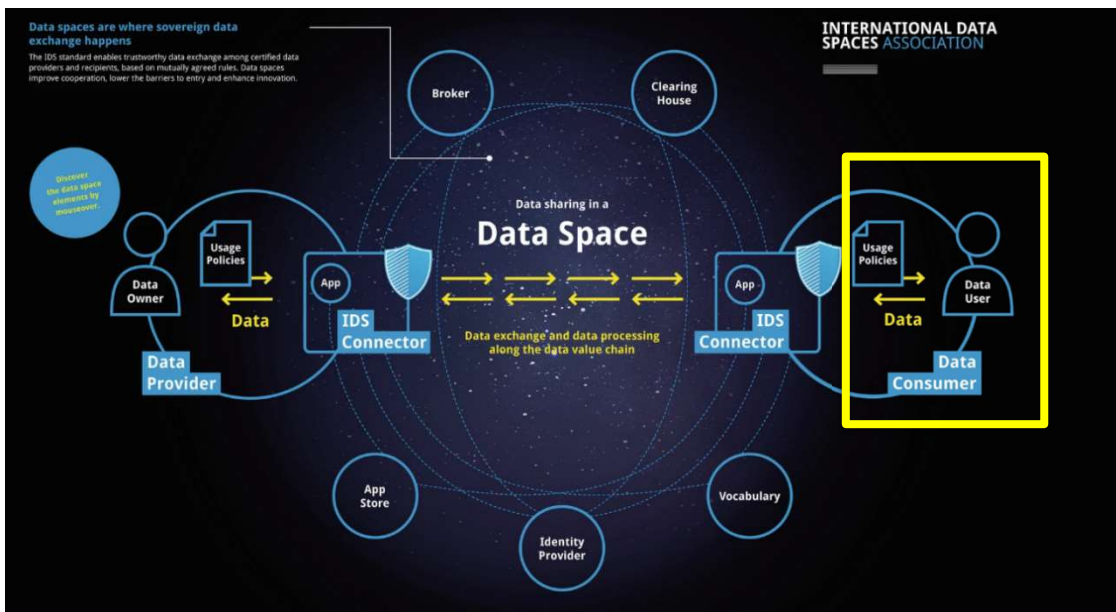 Data spaces are where sovereign data
exchange happens
The IDS standard enables trustworthy data exchange among certified data
providers and recipients, based on mutually agreed rules. Data spaces
improve cooperation, lower the barriers to entry and enhance innovation.
INTERNATIONAL DATA
SPACES ASSOCIATION
Broker
Clearing
House
Discover
the data space
elements by
mouseover.
Data sharing in a
Data Space
Usage
Policies
Data
Owner
Data
App
IDS
Connector
Data
Provider
Data exchange and data processing
along the data value chain
App
IDS
Connector
Usage
Policies
Data
Data
User
Data
Consumer
App
Store
Identity
Provider
Vocabulary